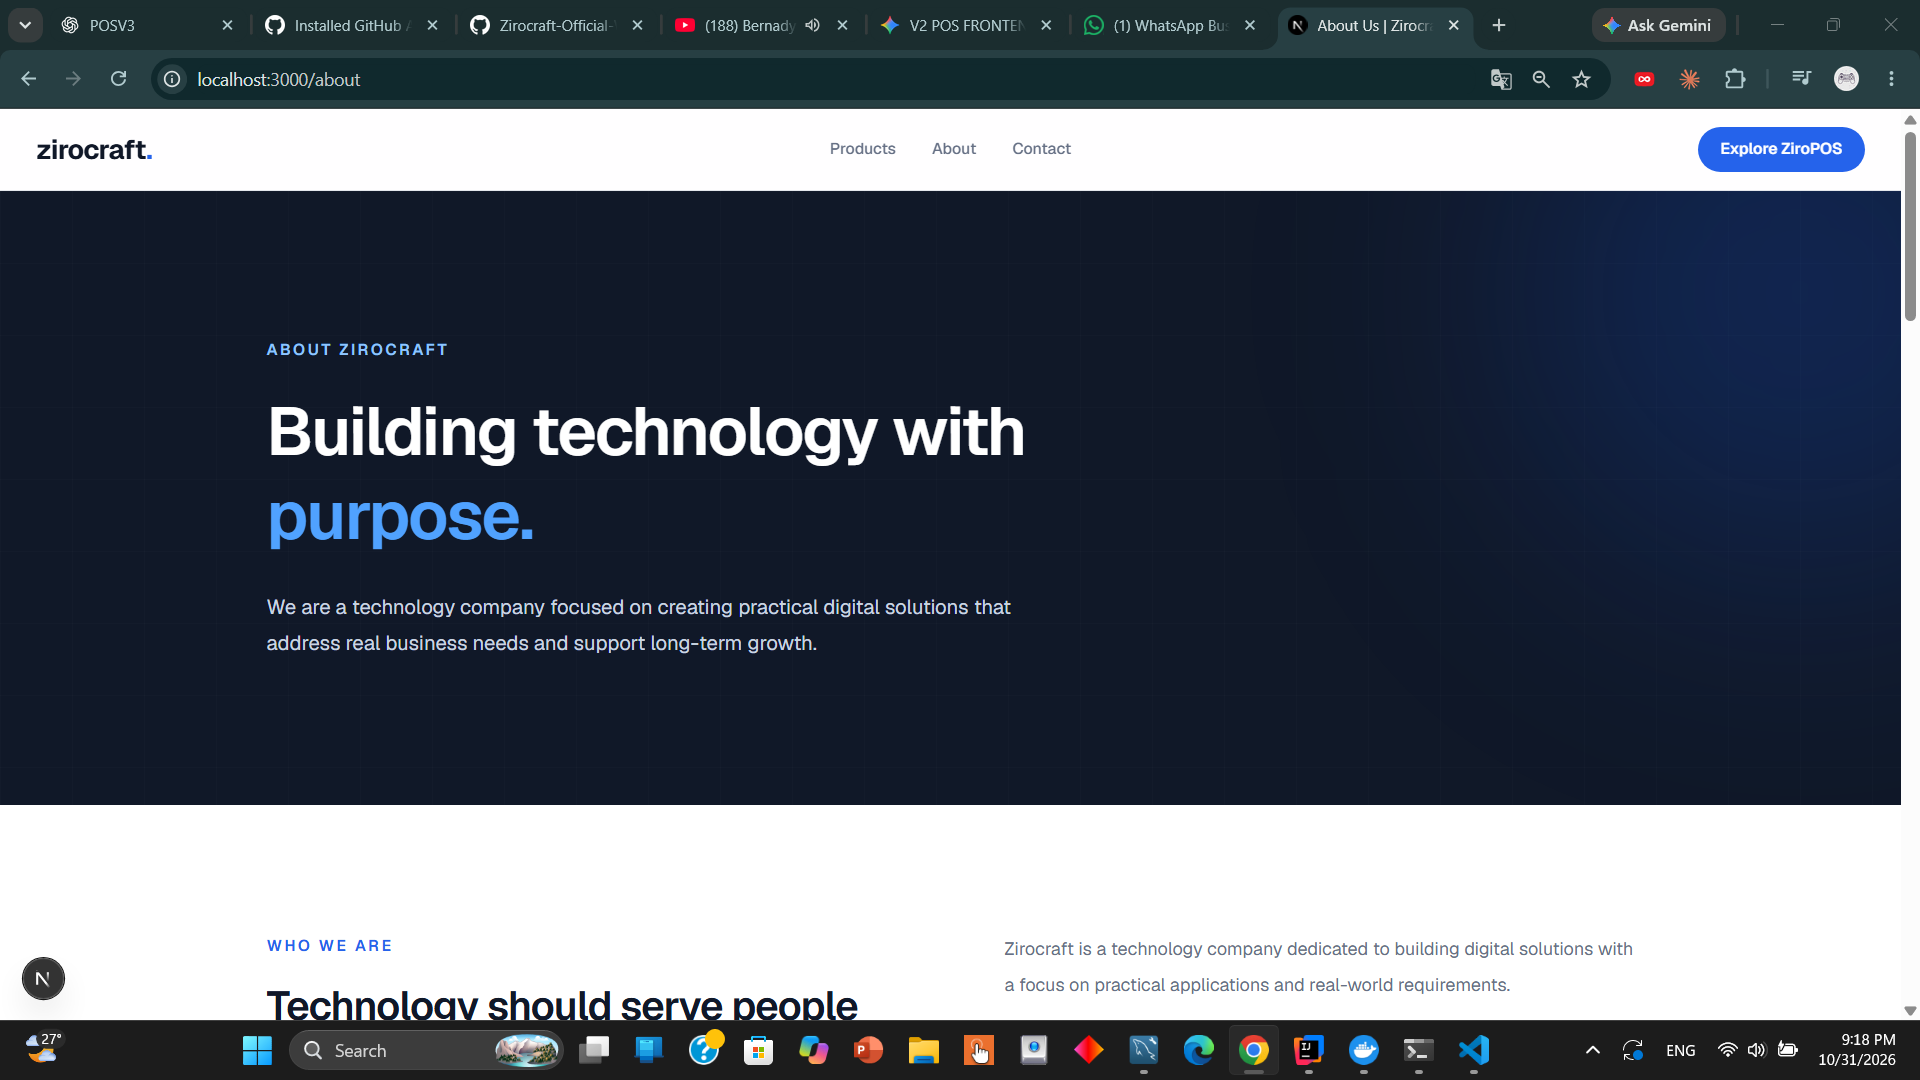 POSV3
Installed GitHub A
Zirocraft-Official-
(188) Bernady
V2 POS FRONTEN
(1) WhatsApp Bus
About Us | Zirocra
Ask Gemini
localhost:3000/about
zirocraft.
Products
About
Contact
Explore ZiroPOS
ABOUT ZIROCRAFT
Building technology with
purpose.
We are a technology company focused on creating practical digital solutions that
address real business needs and support long-term growth.
WHO WE ARE
Technology should serve people
Zirocraft is a technology company dedicated to building digital solutions with
a focus on practical applications and real-world requirements.
N
27°
Search
ENG
9:18 PM
10/31/2026